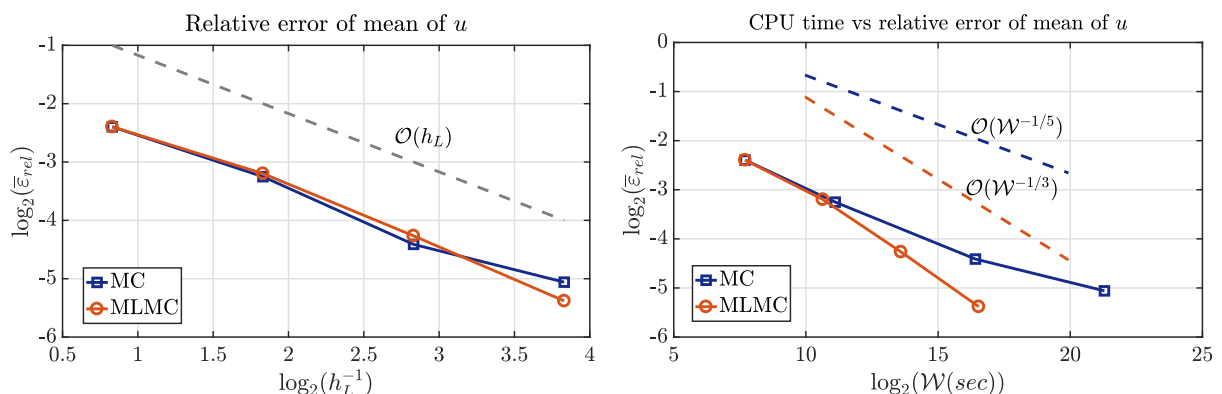 Relative error of mean of u
-1
-2
-3
-4
-5
-6
log₂(ε̅_rel)
O(h_L)
MC
MLMC
0.5 1 1.5 2 2.5 3 3.5 4
log₂(h_L⁻¹)
CPU time vs relative error of mean of u
0
-1
-2
-3
-4
-5
-6
log₂(ε̅_rel)
O(W^{-1/5})
O(W^{-1/3})
MC
MLMC
5 10 15 20 25
log₂(W(sec))